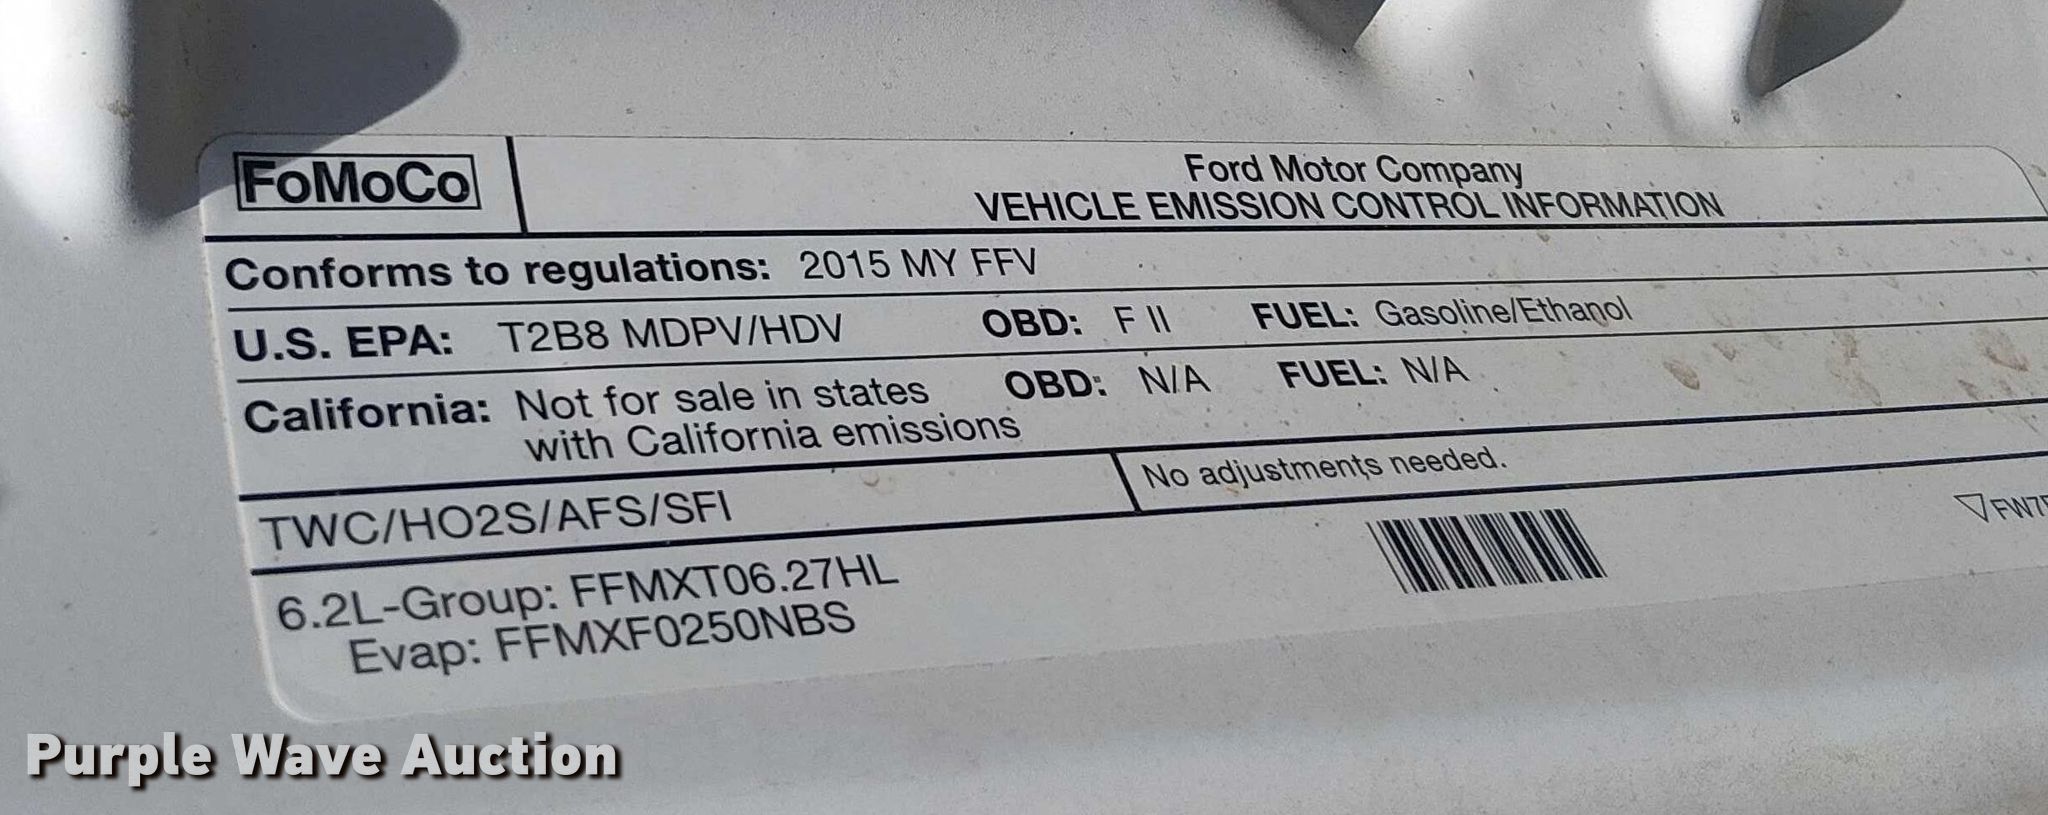 FoMoCo
Ford Motor Company
VEHICLE EMISSION CONTROL INFORMATION
Conforms to regulations: 2015 MY FFV
U.S. EPA: T2B8 MDPV/HDV OBD: F II FUEL: Gasoline/Ethanol
California: Not for sale in states OBD: N/A FUEL: N/A
with California emissions
No adjustments needed.
TWC/HO2S/AFS/SFI
6.2L-Group: FFMXT06.27HL
Evap: FFMXF0250NBS
Purple Wave Auction